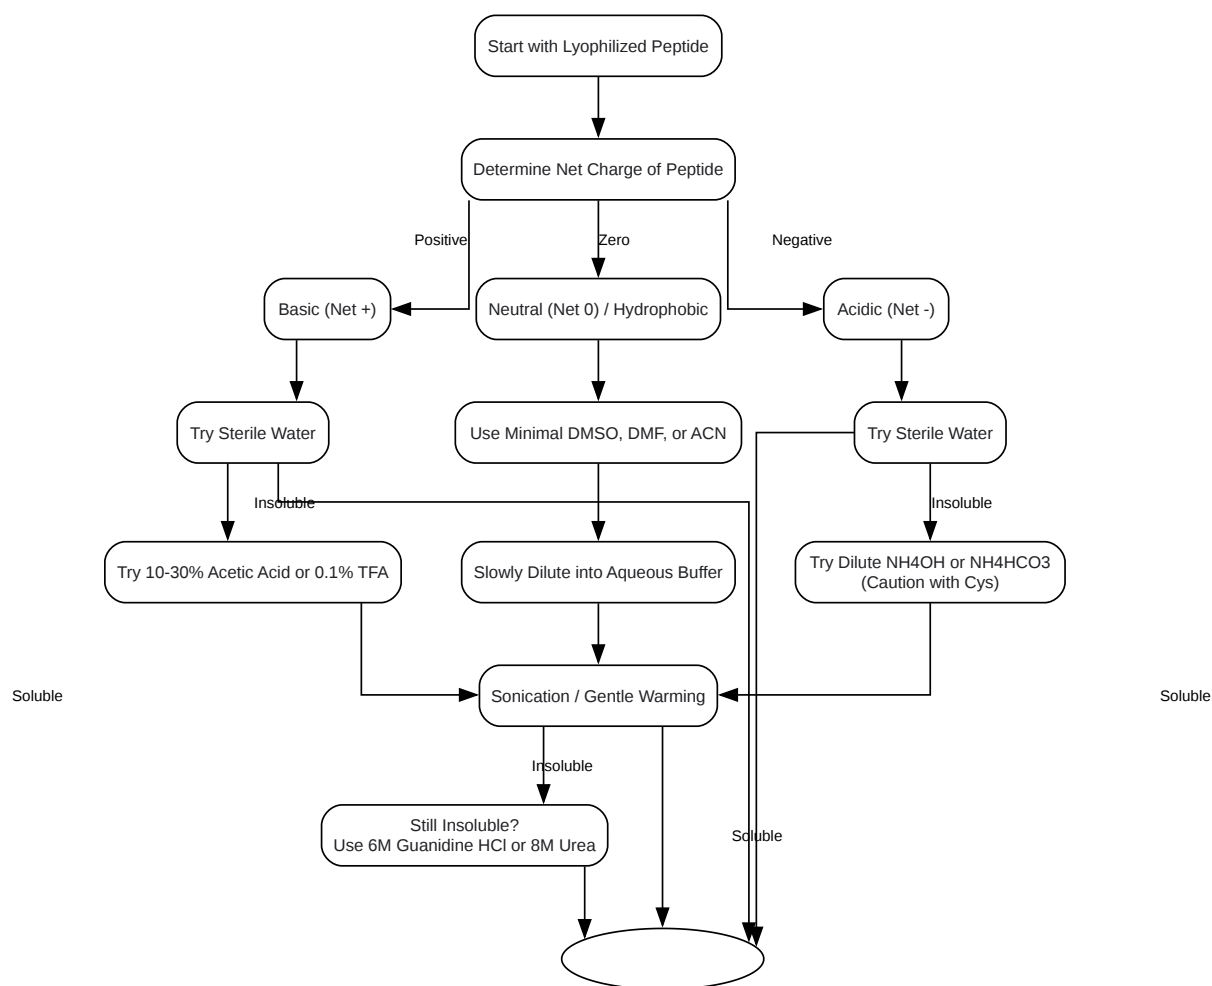 Start with Lyophilized Peptide
Determine Net Charge of Peptide
Positive
Zero
Negative
Basic (Net +)
Neutral (Net 0) / Hydrophobic
Acidic (Net -)
Try Sterile Water
Use Minimal DMSO, DMF, or ACN
Try Sterile Water
Insoluble
Insoluble
Try 10-30% Acetic Acid or 0.1% TFA
Slowly Dilute into Aqueous Buffer
Try Dilute NH4OH or NH4HCO3
(Caution with Cys)
Soluble
Sonication / Gentle Warming
Soluble
Insoluble
Still Insoluble?
Use 6M Guanidine HCl or 8M Urea
Soluble